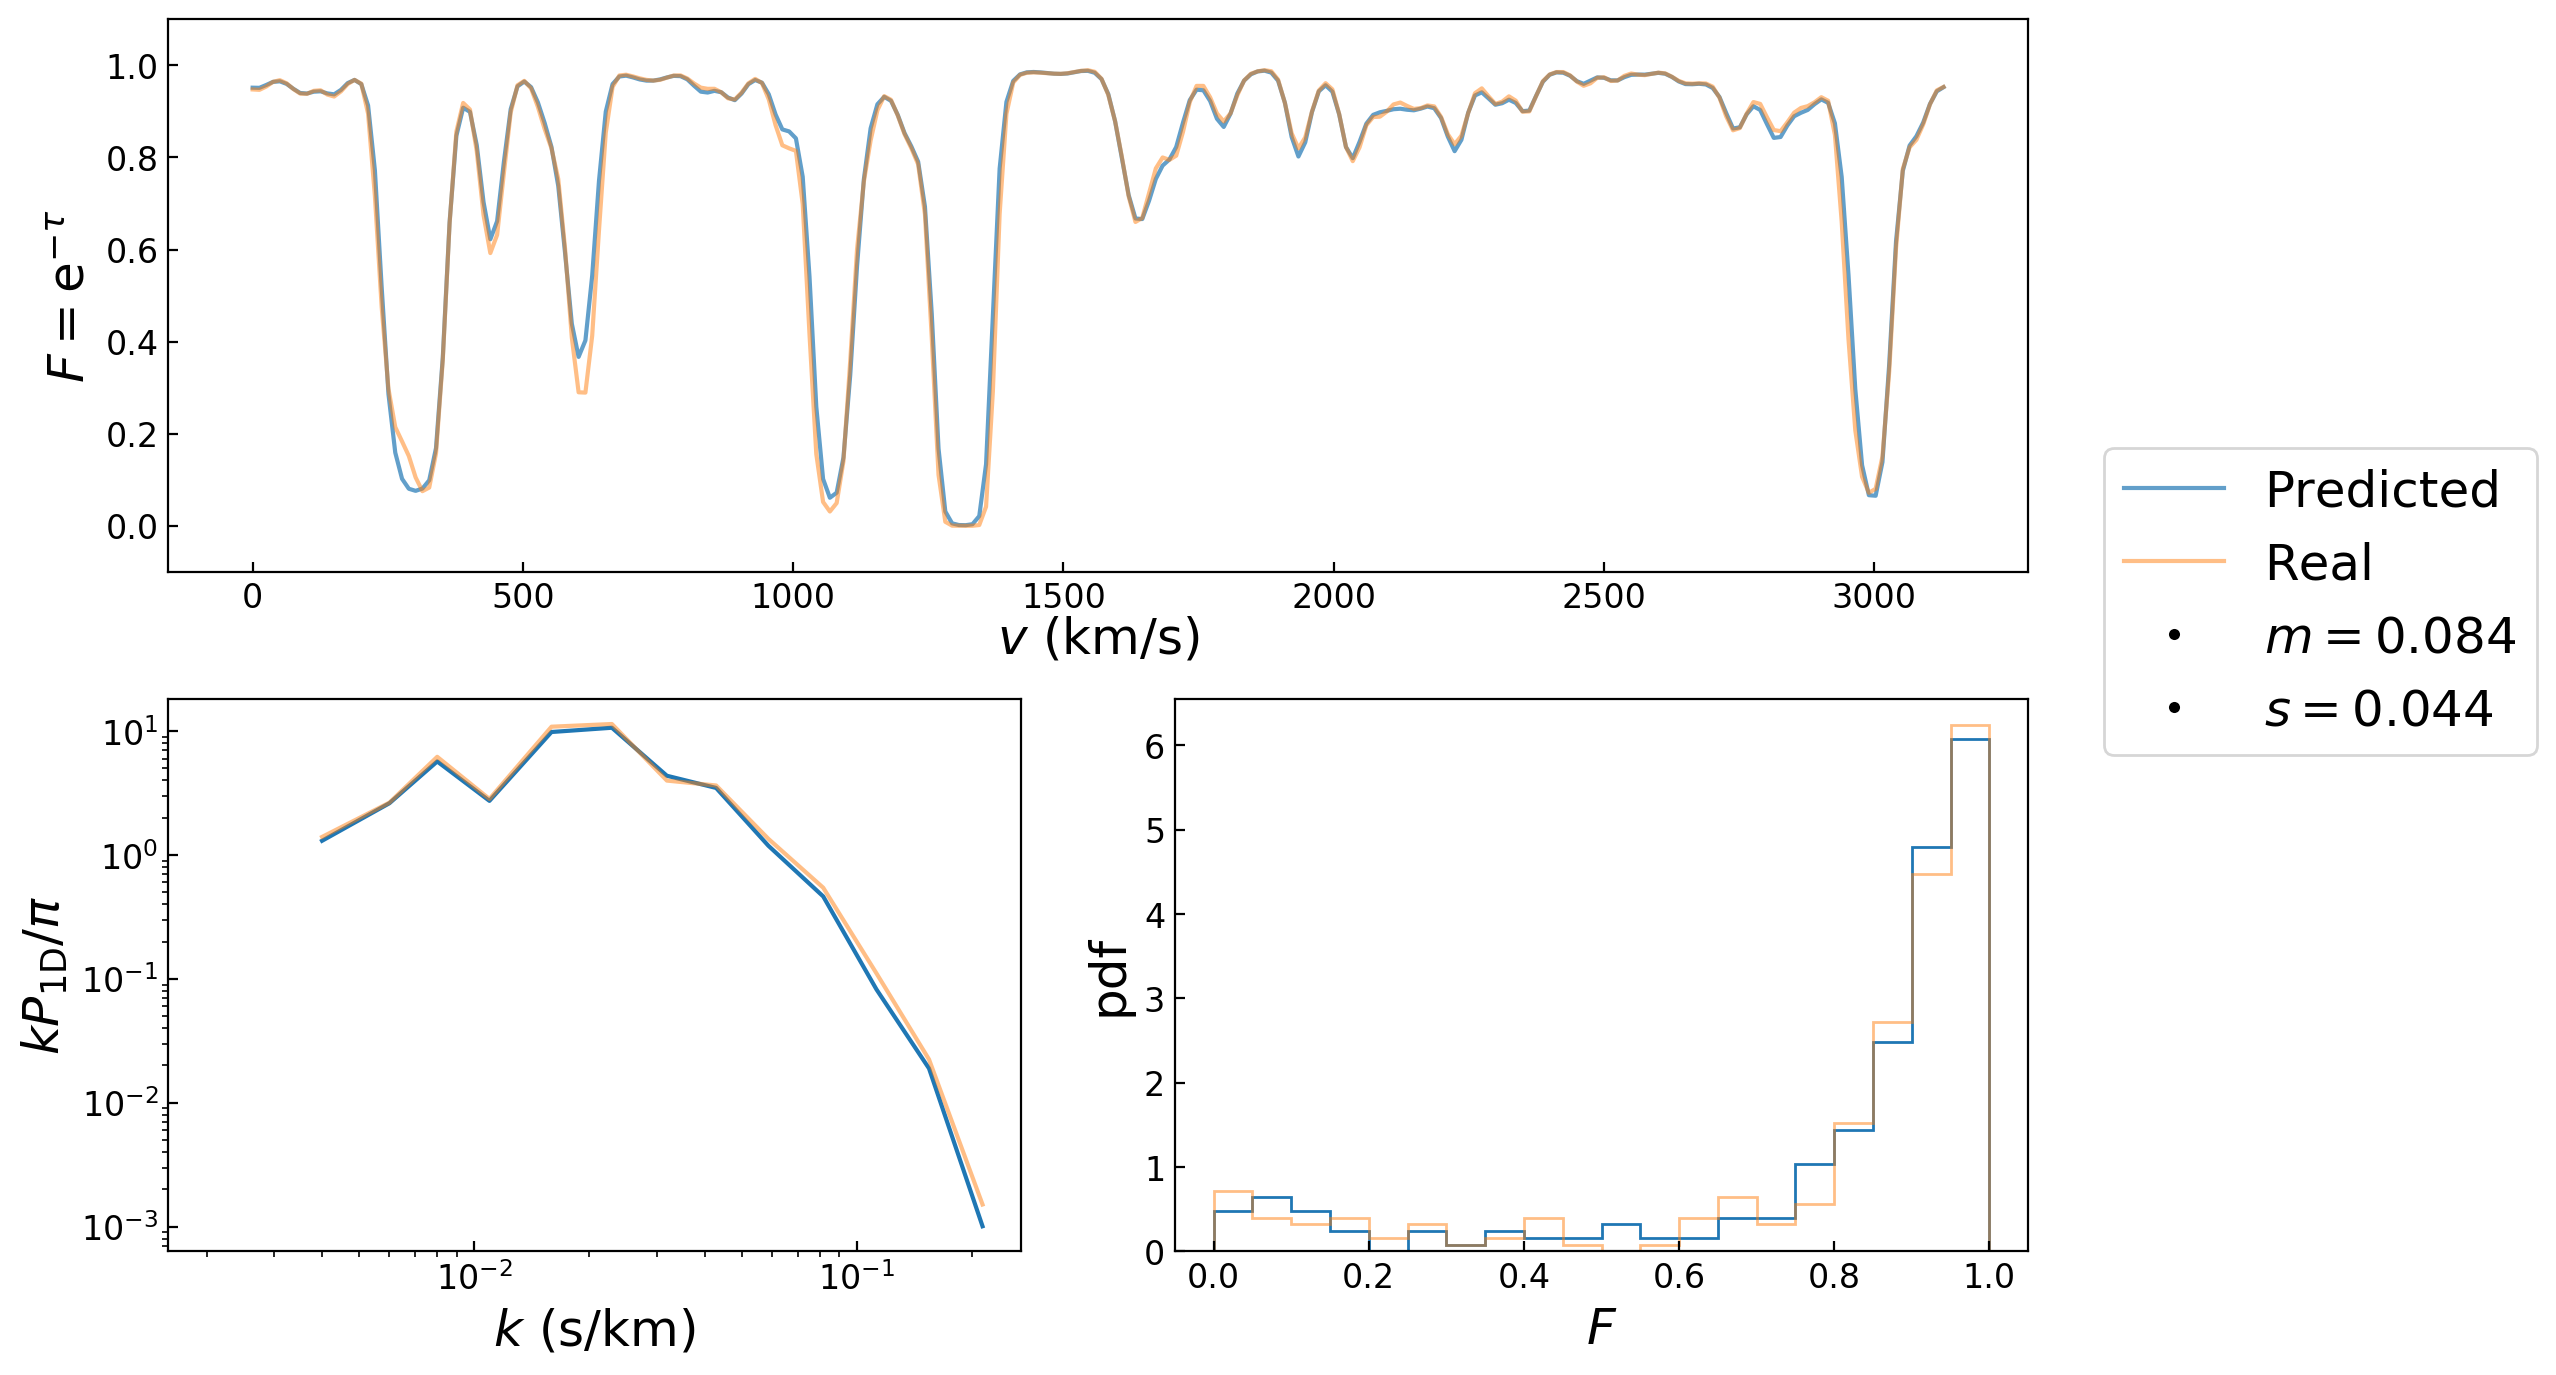 F = e^{−τ}
1.0
0.8
0.6
0.4
0.2
0.0
0 500 1000 1500 2000 2500 3000
v (km/s)
Predicted
Real
m = 0.084
s = 0.044
kP_{1D}/π
10^1
10^0
10^{−1}
10^{−2}
10^{−3}
10^{−2} 10^{−1}
k (s/km)
pdf
6
5
4
3
2
1
0
0.0 0.2 0.4 0.6 0.8 1.0
F